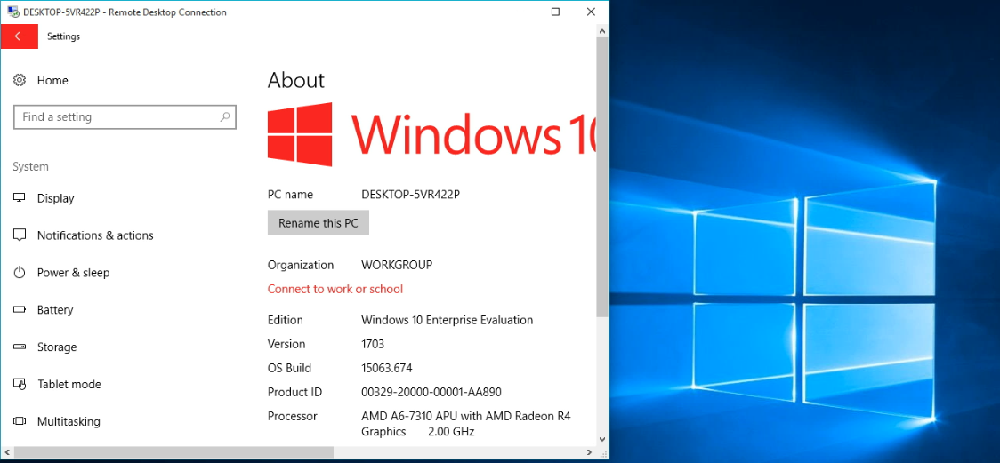 DESKTOP-5VR422P - Remote Desktop Connection
Settings
Home
Find a setting
System
Display
Notifications & actions
Power & sleep
Battery
Storage
Tablet mode
Multitasking
About
Windows 10
PC name DESKTOP-5VR422P
Rename this PC
Organization WORKGROUP
Connect to work or school
Edition Windows 10 Enterprise Evaluation
Version 1703
OS Build 15063.674
Product ID 00329-20000-00001-AA890
Processor AMD A6-7310 APU with AMD Radeon R4
Graphics 2.00 GHz